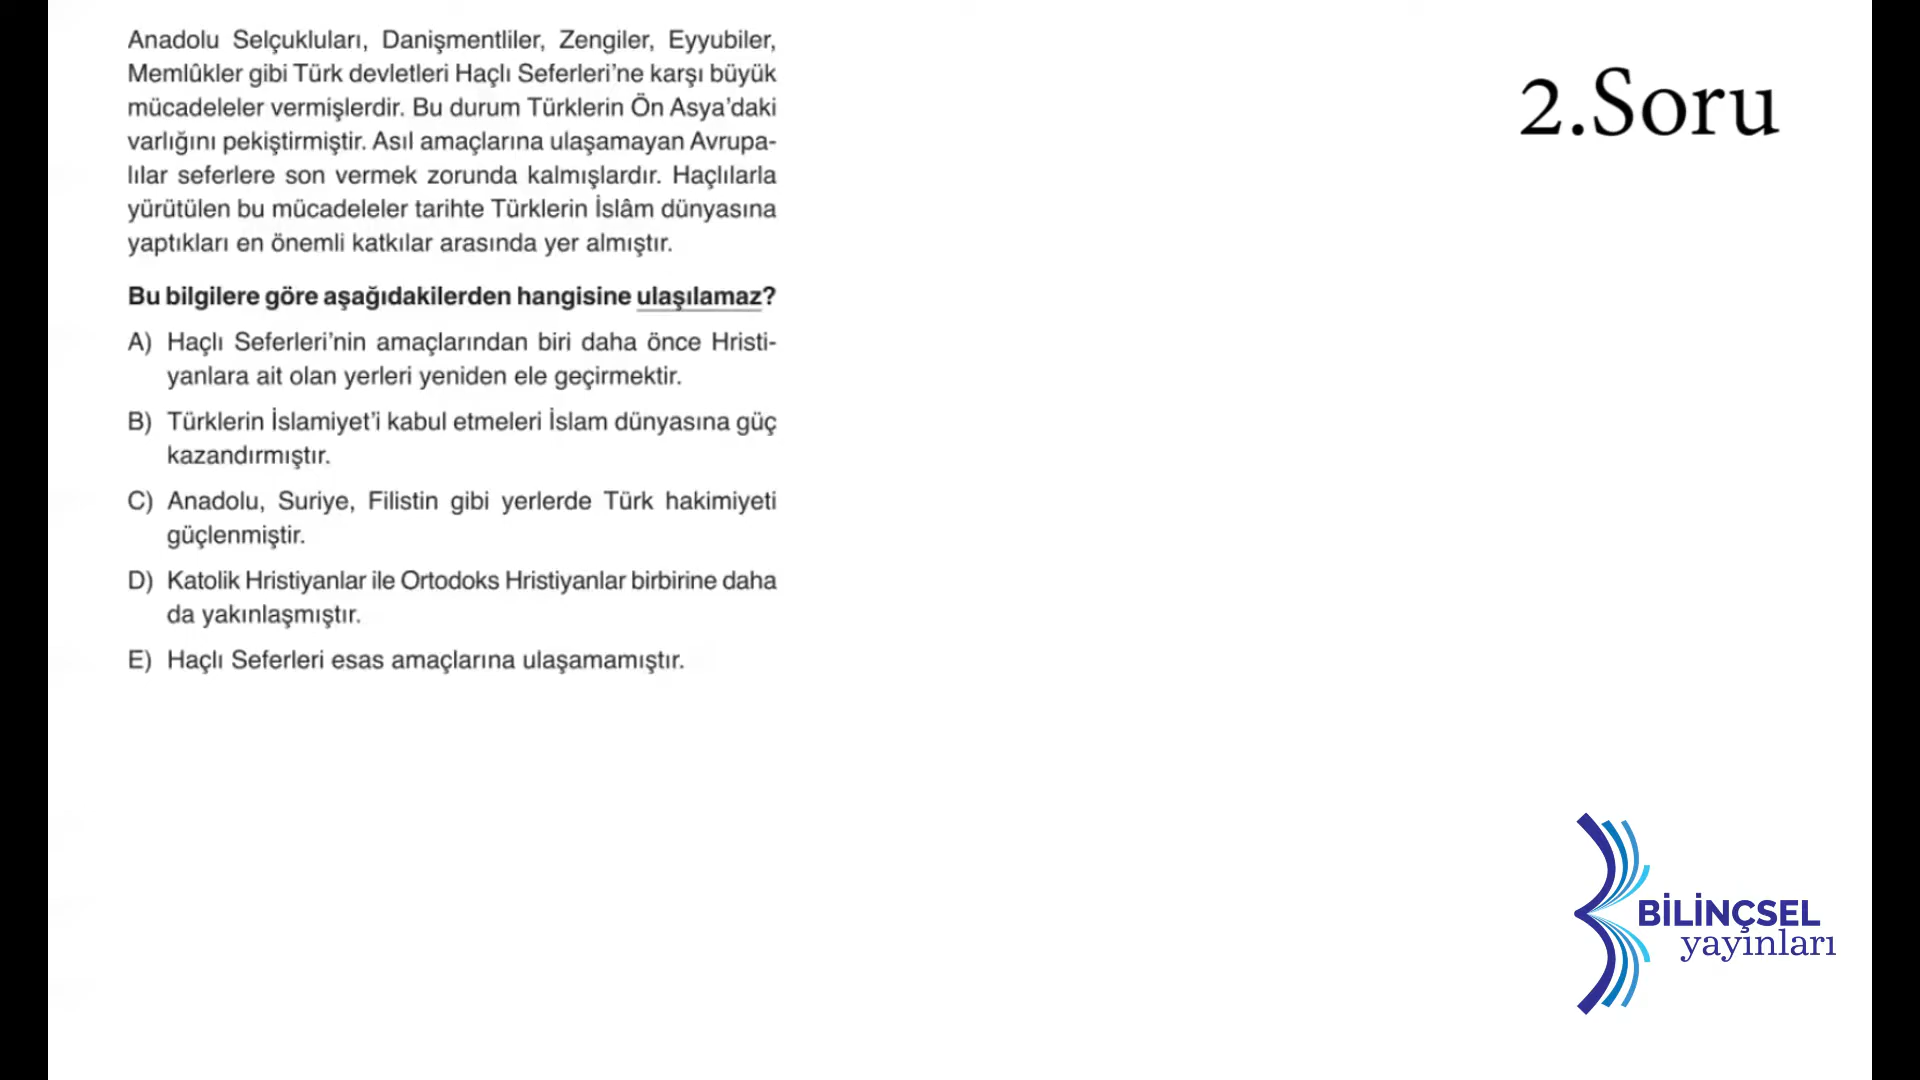 Anadolu Selçukluları, Danişmentliler, Zengiler, Eyyubiler,
Memlûkler gibi Türk devletleri Haçlı Seferleri’ne karşı büyük
mücadeleler vermişlerdir. Bu durum Türklerin Ön Asya’daki
varlığını pekiştirmiştir. Asıl amaçlarına ulaşamayan Avrupa-
lılar seferlere son vermek zorunda kalmışlardır. Haçlılarla
yürütülen bu mücadeleler tarihte Türklerin İslâm dünyasına
yaptıkları en önemli katkılar arasında yer almıştır.
Bu bilgilere göre aşağıdakilerden hangisine ulaşılamaz?
A) Haçlı Seferleri’nin amaçlarından biri daha önce Hristi-
yanlara ait olan yerleri yeniden ele geçirmektir.
B) Türklerin İslamiyet’i kabul etmeleri İslam dünyasına güç
kazandırmıştır.
C) Anadolu, Suriye, Filistin gibi yerlerde Türk hakimiyeti
güçlenmiştir.
D) Katolik Hristiyanlar ile Ortodoks Hristiyanlar birbirine daha
da yakınlaşmıştır.
E) Haçlı Seferleri esas amaçlarına ulaşamamıştır.
2.Soru
BİLİNÇSEL
yayınları